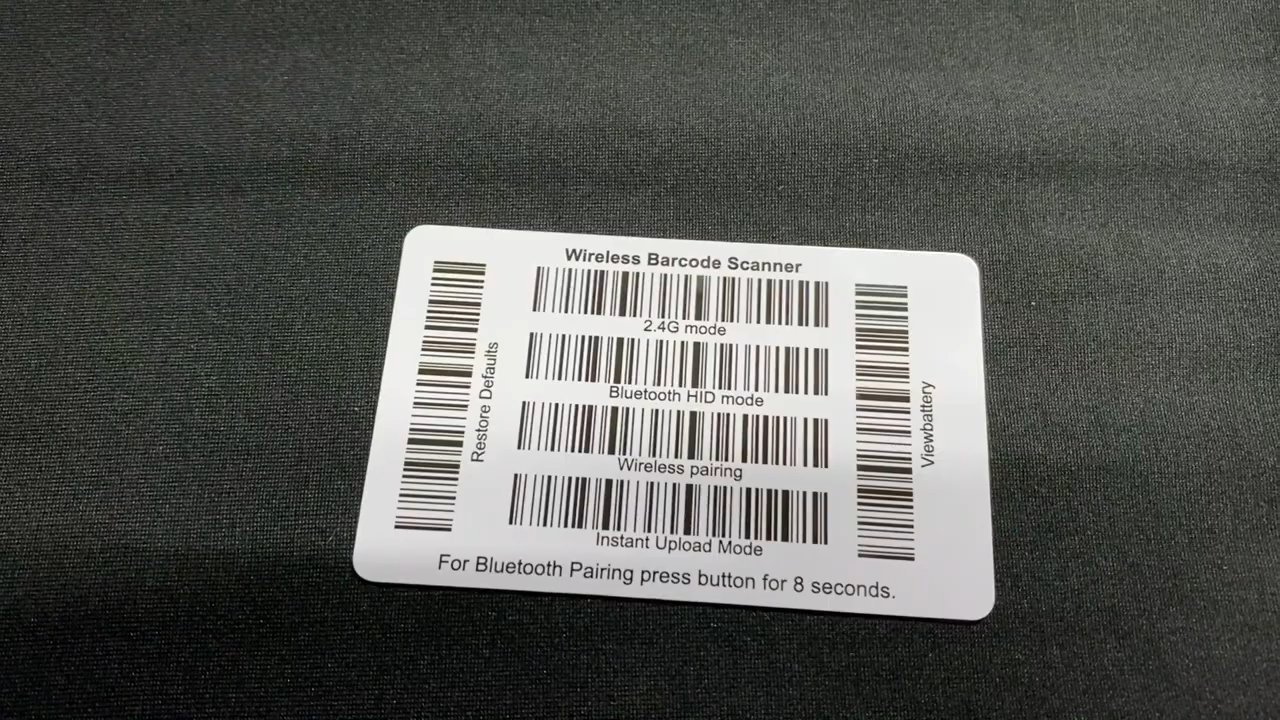 Wireless Barcode Scanner
2.4G mode
Bluetooth HID mode
Wireless pairing
Instant Upload Mode
Restore Defaults
Viewbattery
For Bluetooth Pairing press button for 8 seconds.